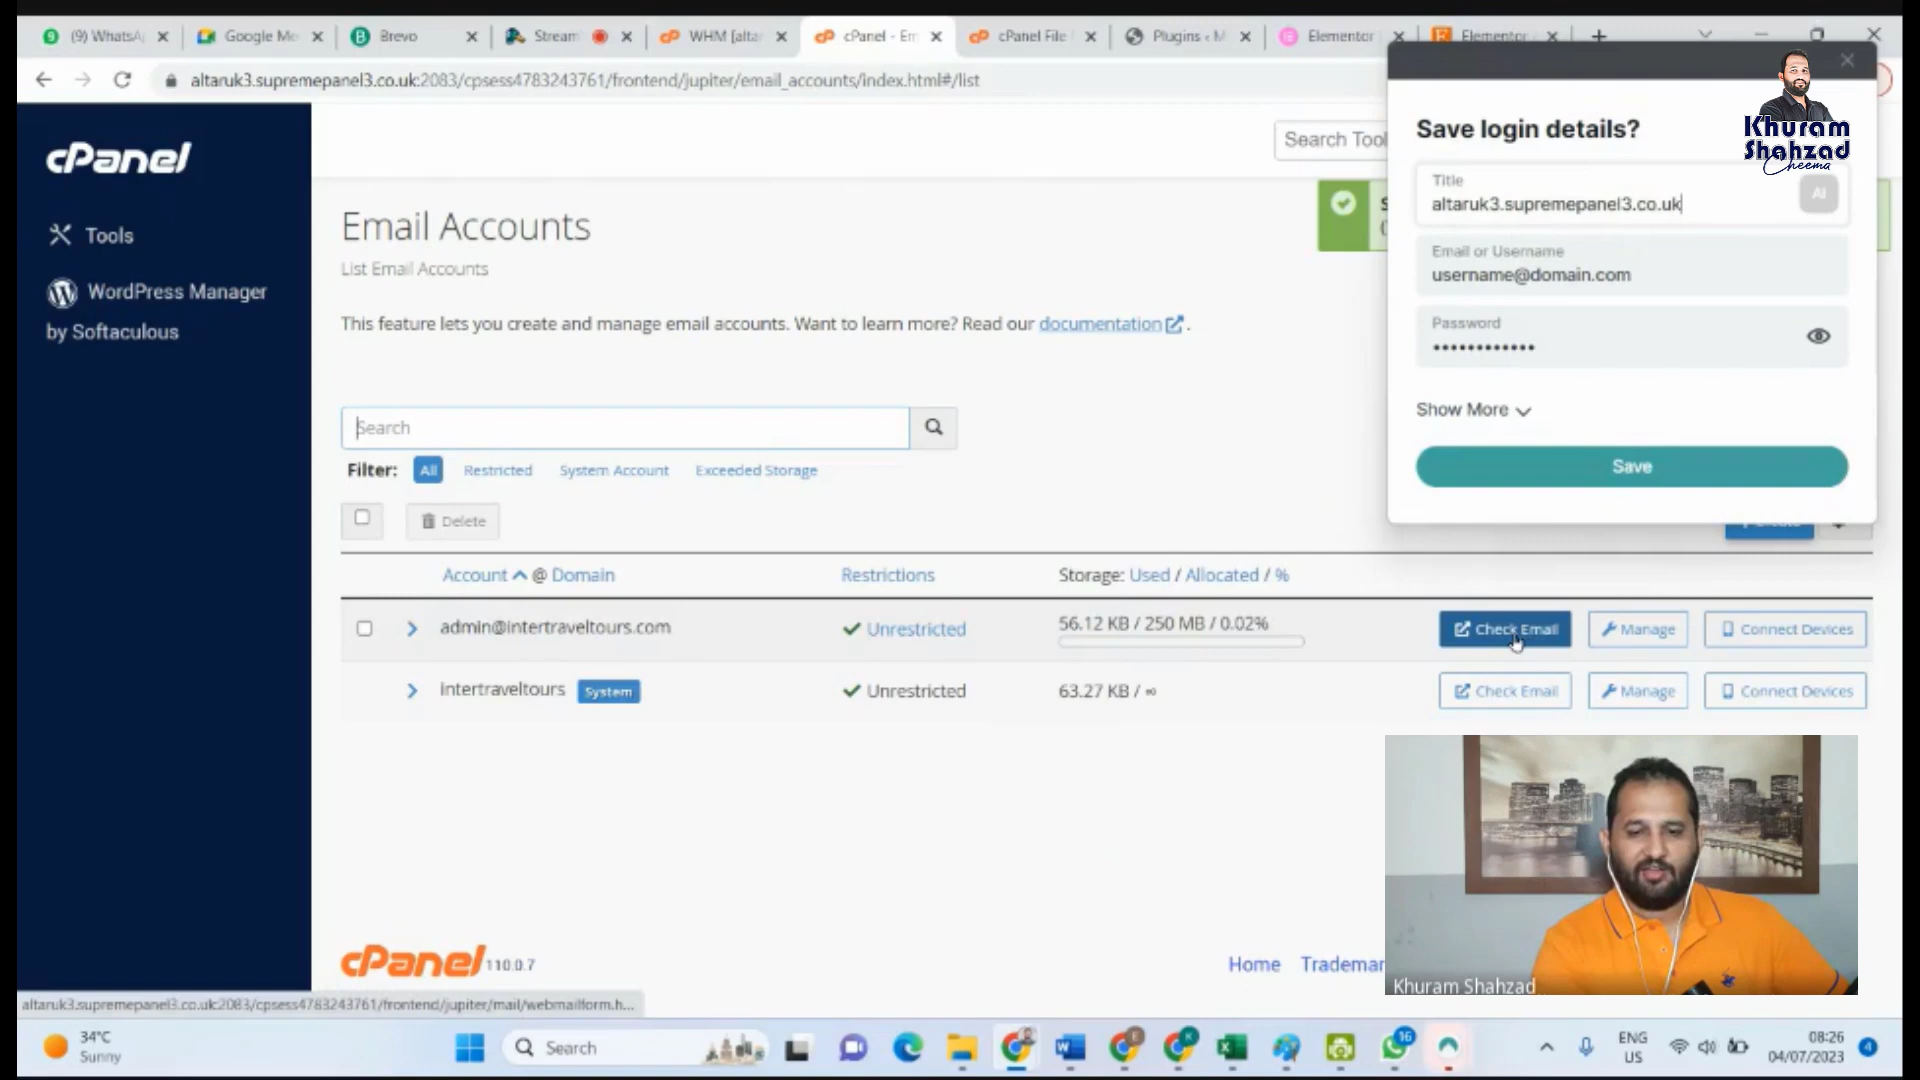 (9) WhatsA
Google Me
Brevo
Stream
WHM [altar
cPanel - Em
cPanel File
Plugins < M
Elementor
Elementor
altaruk3.supremepanel3.co.uk:2083/cpsess4783243761/frontend/jupiter/email_accounts/index.html#/list
cPanel
Tools
WordPress Manager
by Softaculous
Search Tool
Email Accounts
List Email Accounts
This feature lets you create and manage email accounts. Want to learn more? Read our documentation.
Search
Filter: All Restricted System Account Exceeded Storage
Delete
Account @ Domain Restrictions Storage: Used / Allocated / %
admin@intertraveltours.com Unrestricted 56.12 KB / 250 MB / 0.02% Check Email Manage Connect Devices
intertraveltours System Unrestricted 63.27 KB / ∞ Check Email Manage Connect Devices
Save login details?
Title
altaruk3.supremepanel3.co.uk
AI
Email or Username
username@domain.com
Password
••••••••••••
Show More
Save
Khuram
Shahzad
Cheema
cPanel 110.0.7
Home Trademar
Khuram Shahzad
altaruk3.supremepanel3.co.uk:2083/cpsess4783243761/frontend/jupiter/mail/webmailform.h...
34°C
Sunny
Search
16
ENG
US
08:26
04/07/2023
4